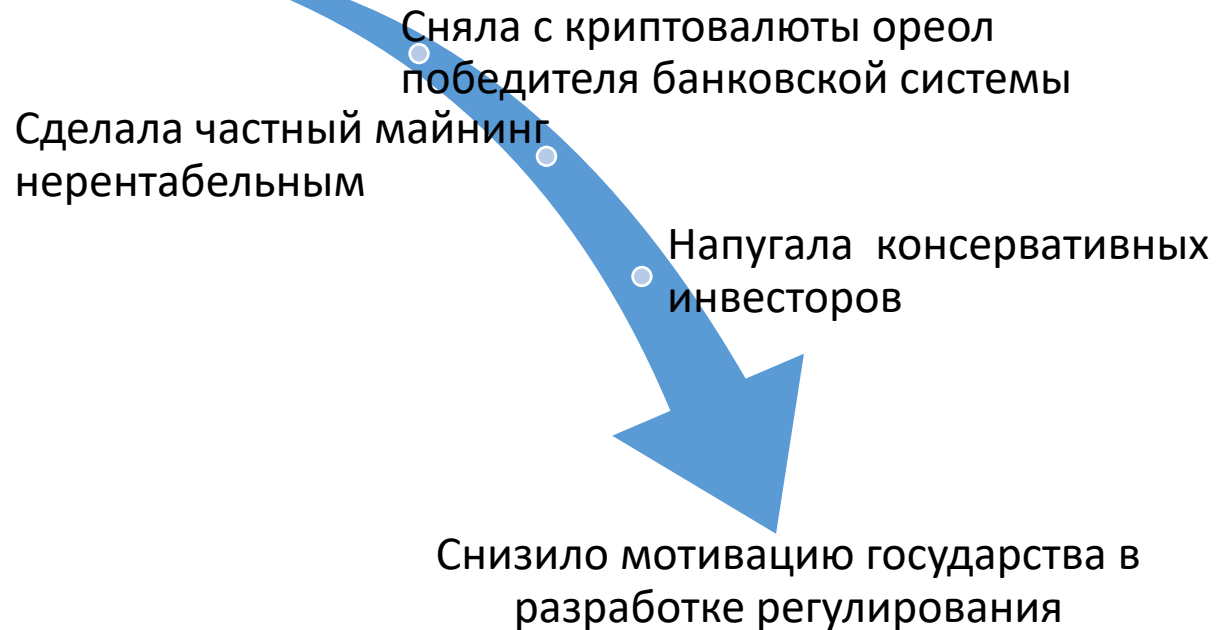 Сняла с криптовалюты ореол
победителя банковской системы
Сделала частный майнинг
нерентабельным
Напугала  консервативных
инвесторов
Снизило мотивацию государства в
разработке регулирования